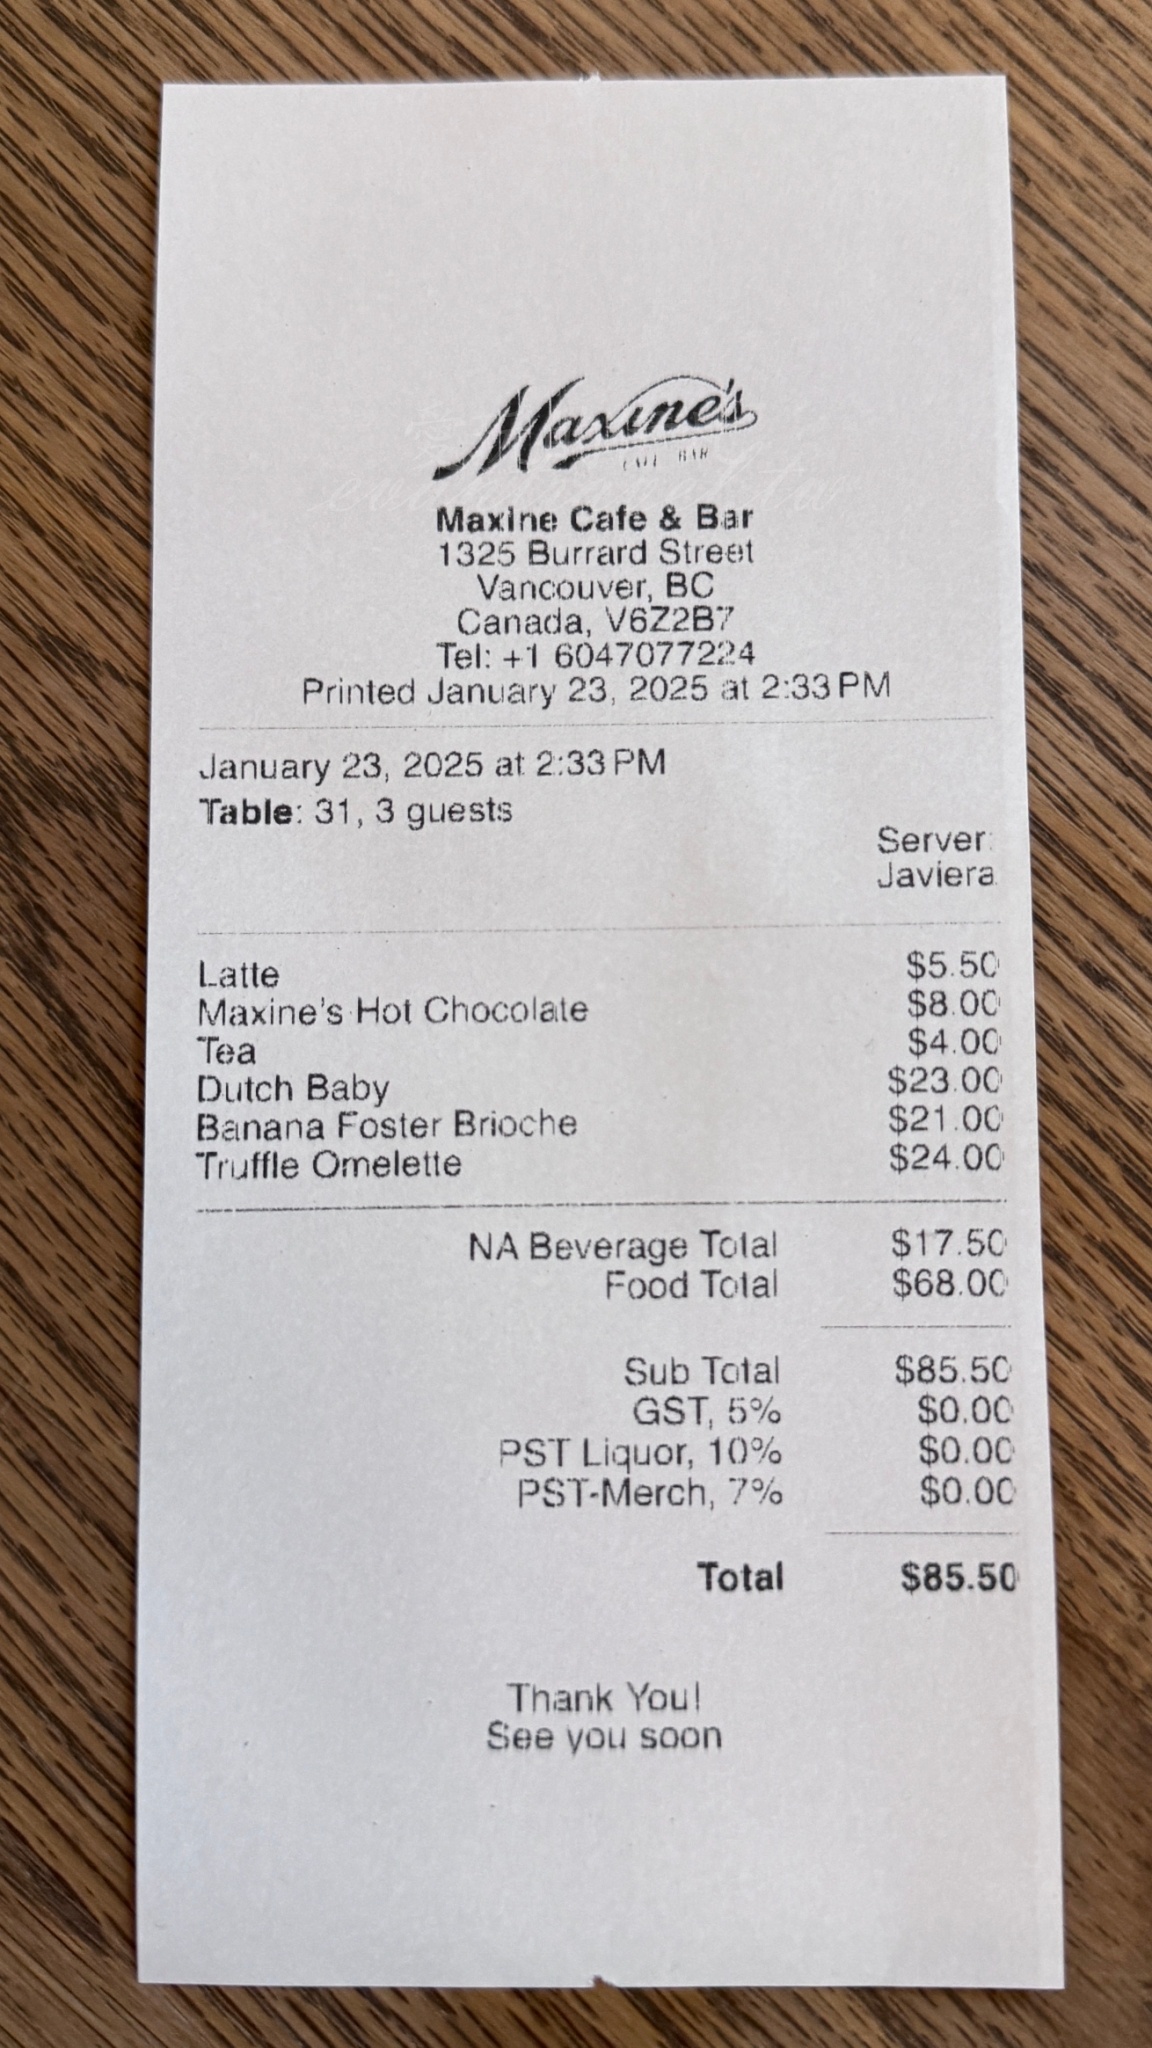 Maxine's
CAFE BAR
Maxine Cafe & Bar
1325 Burrard Street
Vancouver, BC
Canada, V6Z2B7
Tel: +1 6047077224
Printed January 23, 2025 at 2:33 PM
January 23, 2025 at 2:33 PM
Table: 31, 3 guests
Server:
Javiera
Latte $5.50
Maxine's Hot Chocolate $8.00
Tea $4.00
Dutch Baby $23.00
Banana Foster Brioche $21.00
Truffle Omelette $24.00
NA Beverage Total $17.50
Food Total $68.00
Sub Total $85.50
GST, 5% $0.00
PST Liquor, 10% $0.00
PST-Merch, 7% $0.00
Total $85.50
Thank You!
See you soon